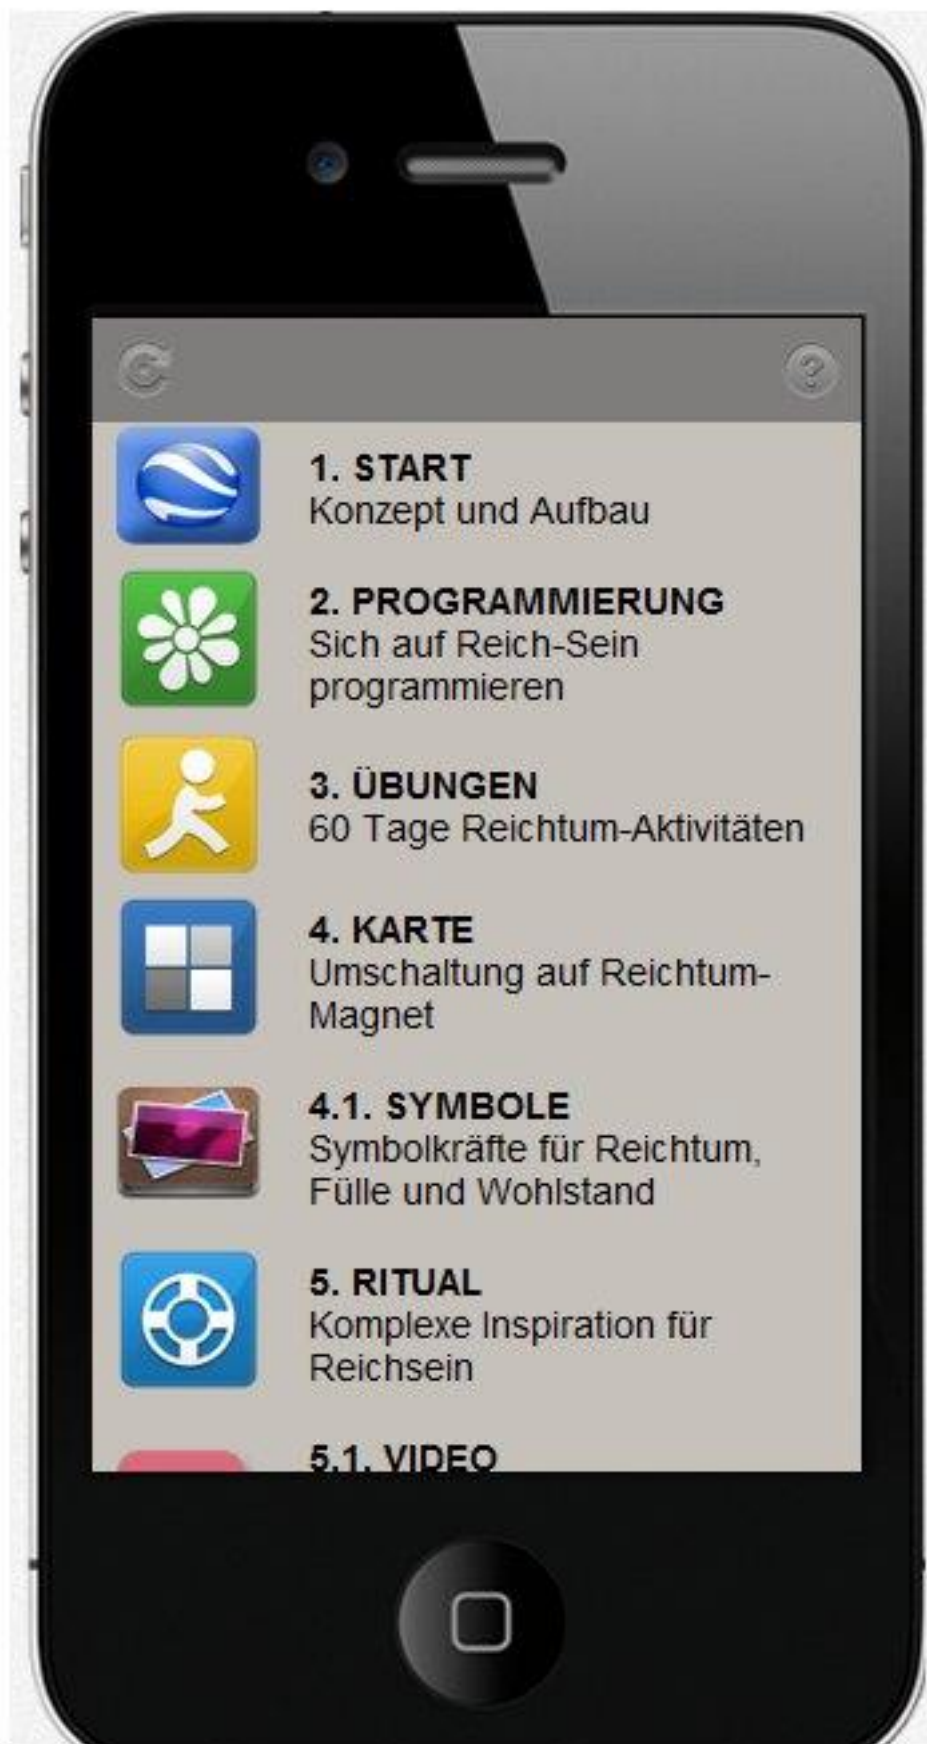 1. START
Konzept und Aufbau
2. PROGRAMMIERUNG
Sich auf Reich-Sein
programmieren
3. ÜBUNGEN
60 Tage Reichtum-Aktivitäten
4. KARTE
Umschaltung auf Reichtum-
Magnet
4.1. SYMBOLE
Symbolkräfte für Reichtum,
Fülle und Wohlstand
5. RITUAL
Komplexe Inspiration für
Reichsein
5.1. VIDEO